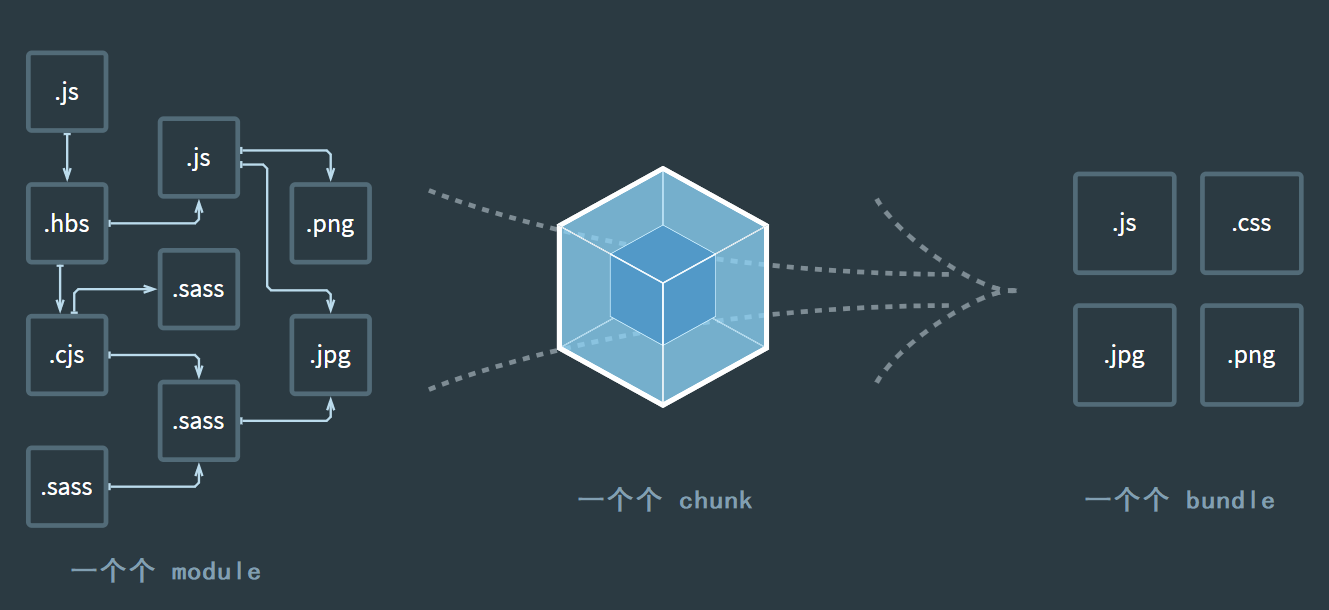 .js
.js
.hbs
.png
.sass
.cjs
.jpg
.sass
.sass
一个个 module
一个个 chunk
.js
.css
.jpg
.png
一个个 bundle